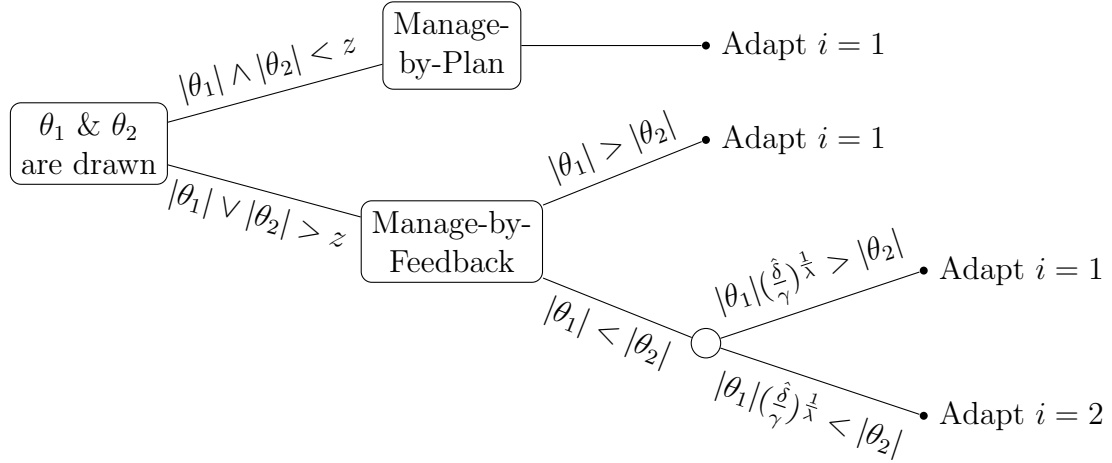 Manage-
by-Plan
Adapt i = 1
|θ₁| ∧ |θ₂| < z
θ₁ & θ₂
are drawn
|θ₁| > |θ₂|
Adapt i = 1
|θ₁| ∨ |θ₂| > z
Manage-by-
Feedback
|θ₁|(δ̂/γ)^{1/λ} > |θ₂|
Adapt i = 1
|θ₁| < |θ₂|
|θ₁|(δ̂/γ)^{1/λ} < |θ₂|
Adapt i = 2